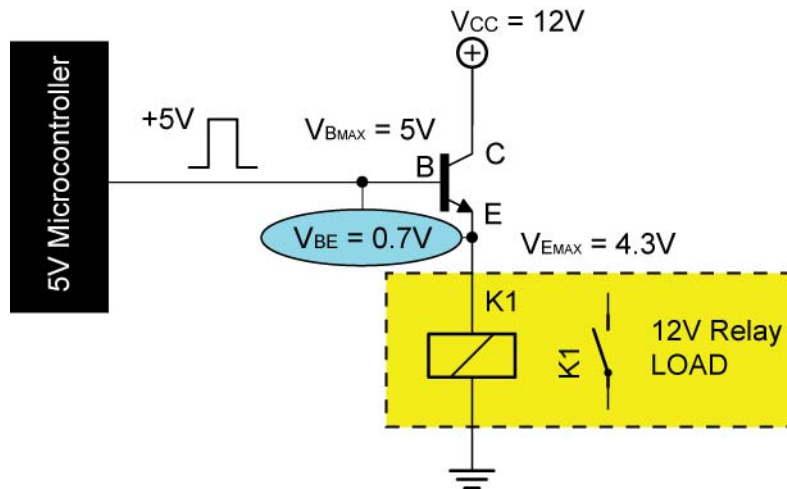 5V Microcontroller
VCC = 12V
+5V
VBMAX = 5V
B
C
E
VBE = 0.7V
VEMAX = 4.3V
K1
K1
12V Relay
LOAD